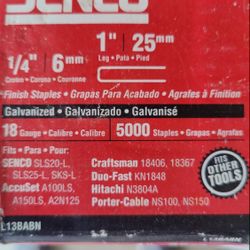 SENCO
1" 25mm
Leg • Pata • Pied
1/4" 6mm
Crown • Corona • Couronne
Finish Staples • Grapas Para Acabado • Agrafes à Finition
Galvanized • Galvanizado • Galvanisé
18 Gauge • Calibre • Calibre 5000 Staples • Grapas • Agrafes
Fits • Para • Pour:
SENCO SLS20-L, Craftsman 18406, 18367
SLS25-L, SKS-L Duo-Fast KN1848
AccuSet A100LS, Hitachi N3804A
A150LS, A2N125 Porter-Cable NS100, NS150
FITS OTHER TOOLS
L13BABN
L13BABN